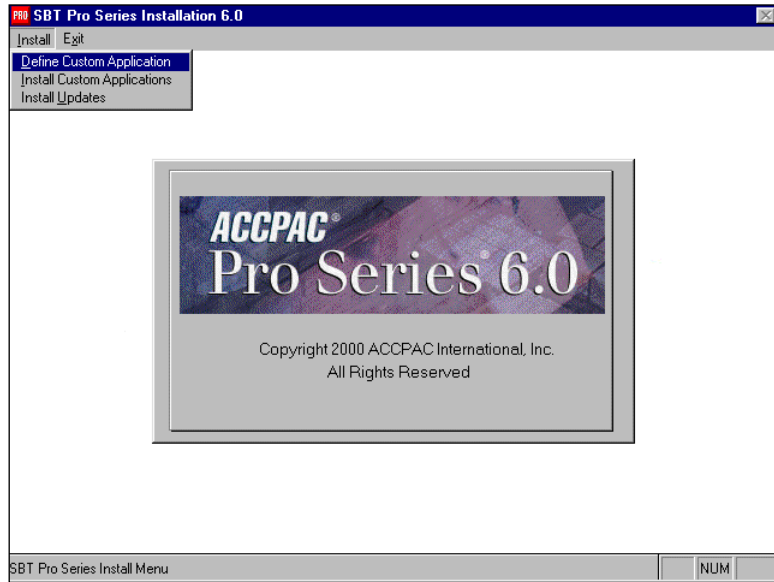 PRO SBT Pro Series Installation 6.0
Install Exit
Define Custom Application
Install Custom Applications
Install Updates
ACCPAC®
Pro Series® 6.0
Copyright 2000 ACCPAC International, Inc.
All Rights Reserved
SBT Pro Series Install Menu NUM